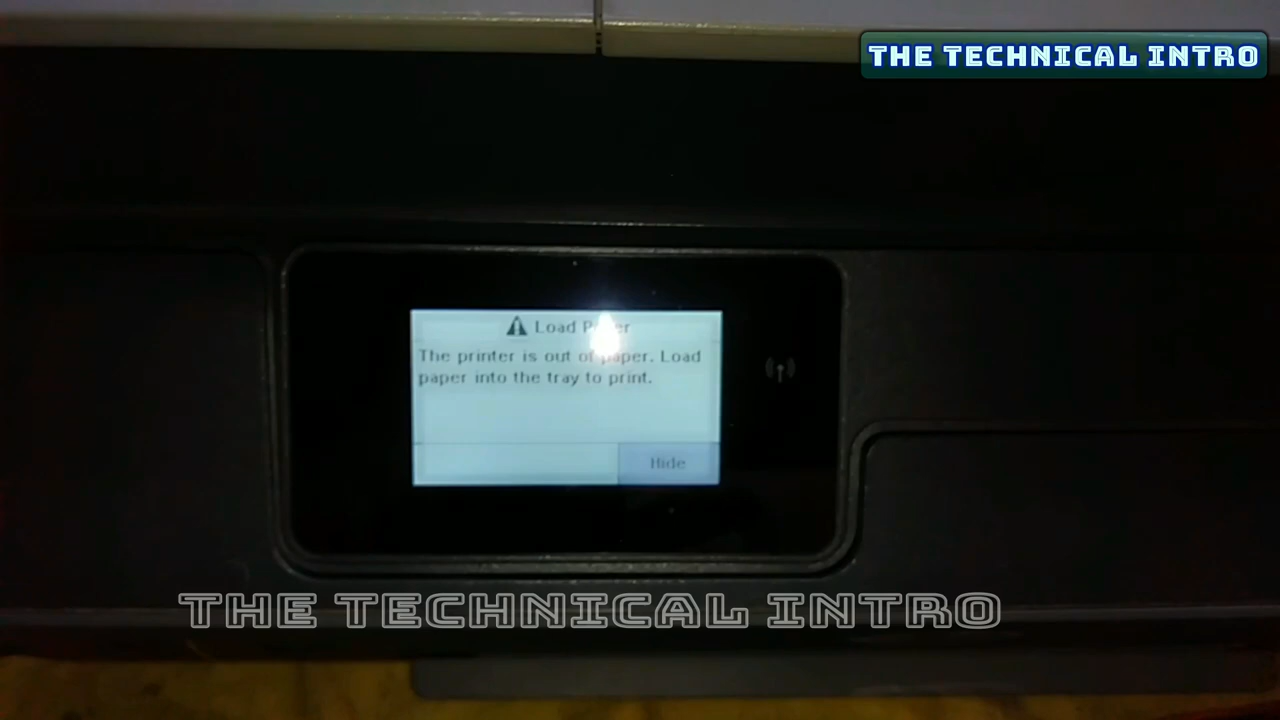 THE TECHNICAL INTRO
Load Paper
The printer is out of paper. Load
paper into the tray to print.
Hide
THE TECHNICAL INTRO